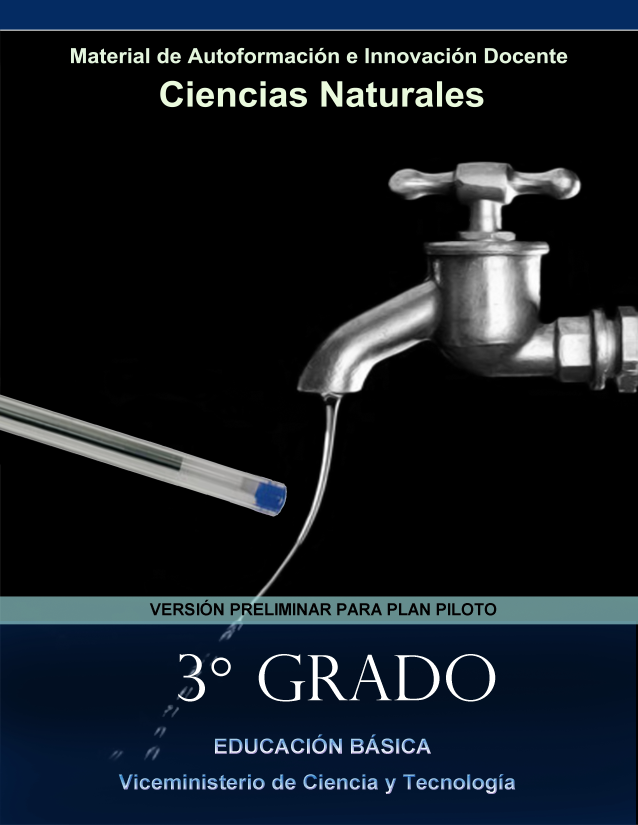 Material de Autoformación e Innovación Docente
Ciencias Naturales
VERSIÓN PRELIMINAR PARA PLAN PILOTO
3° GRADO
EDUCACIÓN BÁSICA
Viceministerio de Ciencia y Tecnología